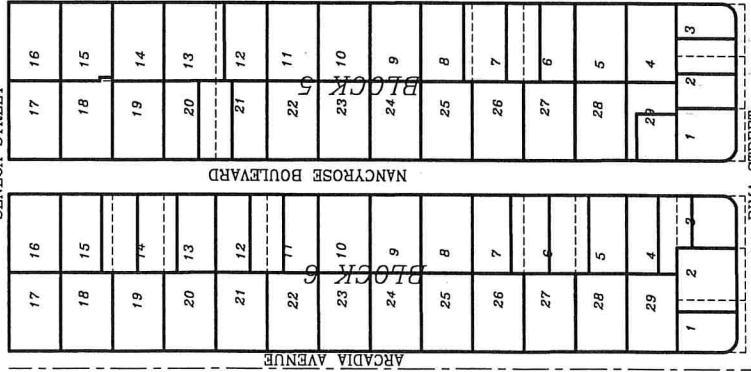 16 15 14 13 12 11 10 9 8 7 6 5 4 3
2
BLOCK 5
17 18 19 20 21 22 23 24 25 26 27 28 29 1
NANCYROSE BOULEVARD
16 15 14 13 12 11 10 9 8 7 6 5 4 3
2
BLOCK 6
17 18 19 20 21 22 23 24 25 26 27 28 29 1
ARCADIA AVENUE
STREET
STREET